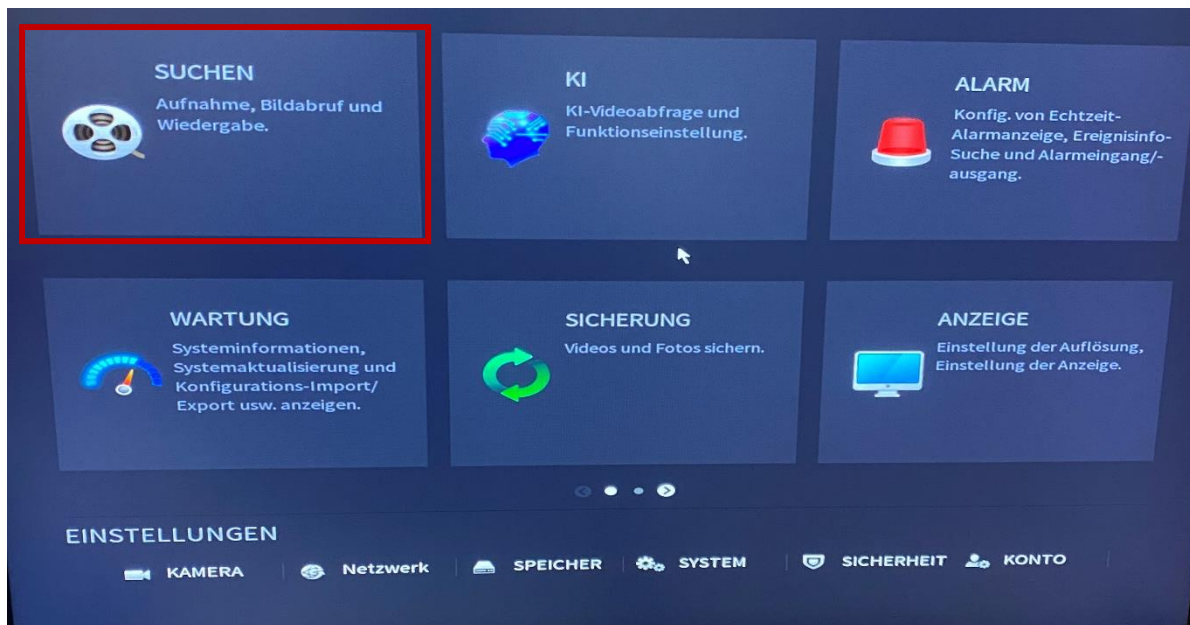 SUCHEN
Aufnahme, Bildabruf und
Wiedergabe.
KI
KI-Videoabfrage und
Funktionseinstellung.
ALARM
Konfig. von Echtzeit-
Alarmanzeige, Ereignisinfo-
Suche und Alarmeingang/-
ausgang.
WARTUNG
Systeminformationen,
Systemaktualisierung und
Konfigurations-Import/
Export usw. anzeigen.
SICHERUNG
Videos und Fotos sichern.
ANZEIGE
Einstellung der Auflösung,
Einstellung der Anzeige.
EINSTELLUNGEN
KAMERA Netzwerk SPEICHER SYSTEM SICHERHEIT KONTO